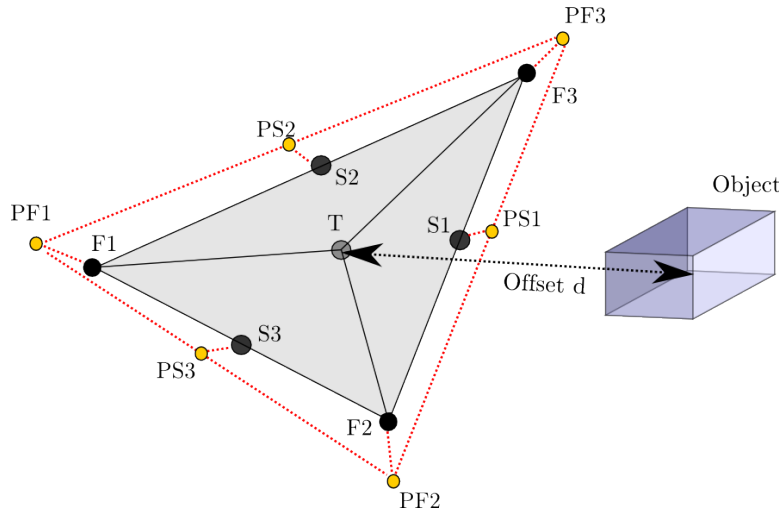 PF3
F3
PS2
S2
Object
PF1
F1
T
S1
PS1
Offset d
S3
PS3
F2
PF2